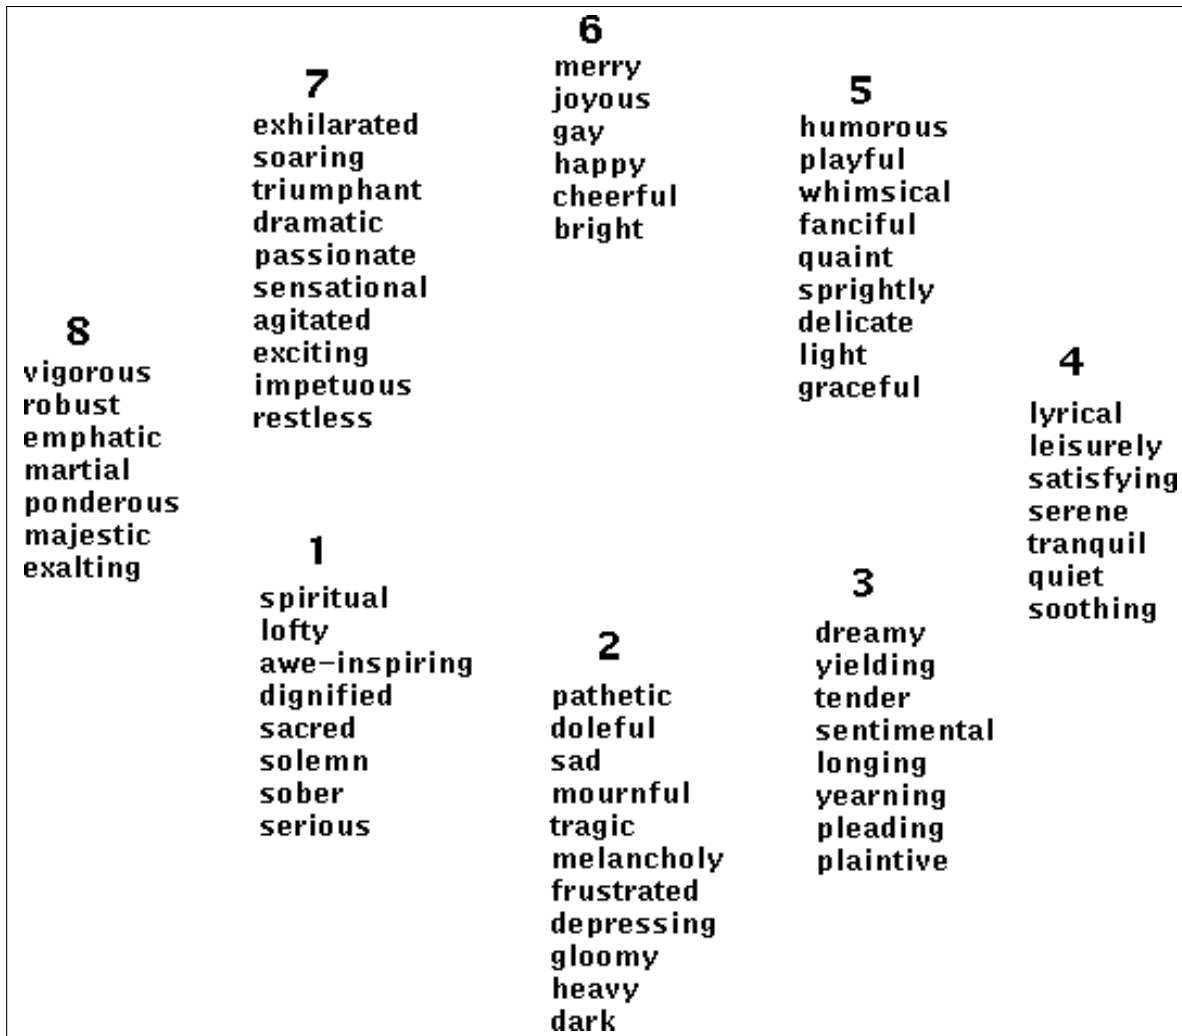 6
merry
joyous
gay
happy
cheerful
bright
7
exhilarated
soaring
triumphant
dramatic
passionate
sensational
agitated
exciting
impetuous
restless
5
humorous
playful
whimsical
fanciful
quaint
sprightly
delicate
light
graceful
8
vigorous
robust
emphatic
martial
ponderous
majestic
exalting
4
lyrical
leisurely
satisfying
serene
tranquil
quiet
soothing
1
spiritual
lofty
awe-inspiring
dignified
sacred
solemn
sober
serious
2
pathetic
doleful
sad
mournful
tragic
melancholy
frustrated
depressing
gloomy
heavy
dark
3
dreamy
yielding
tender
sentimental
longing
yearning
pleading
plaintive